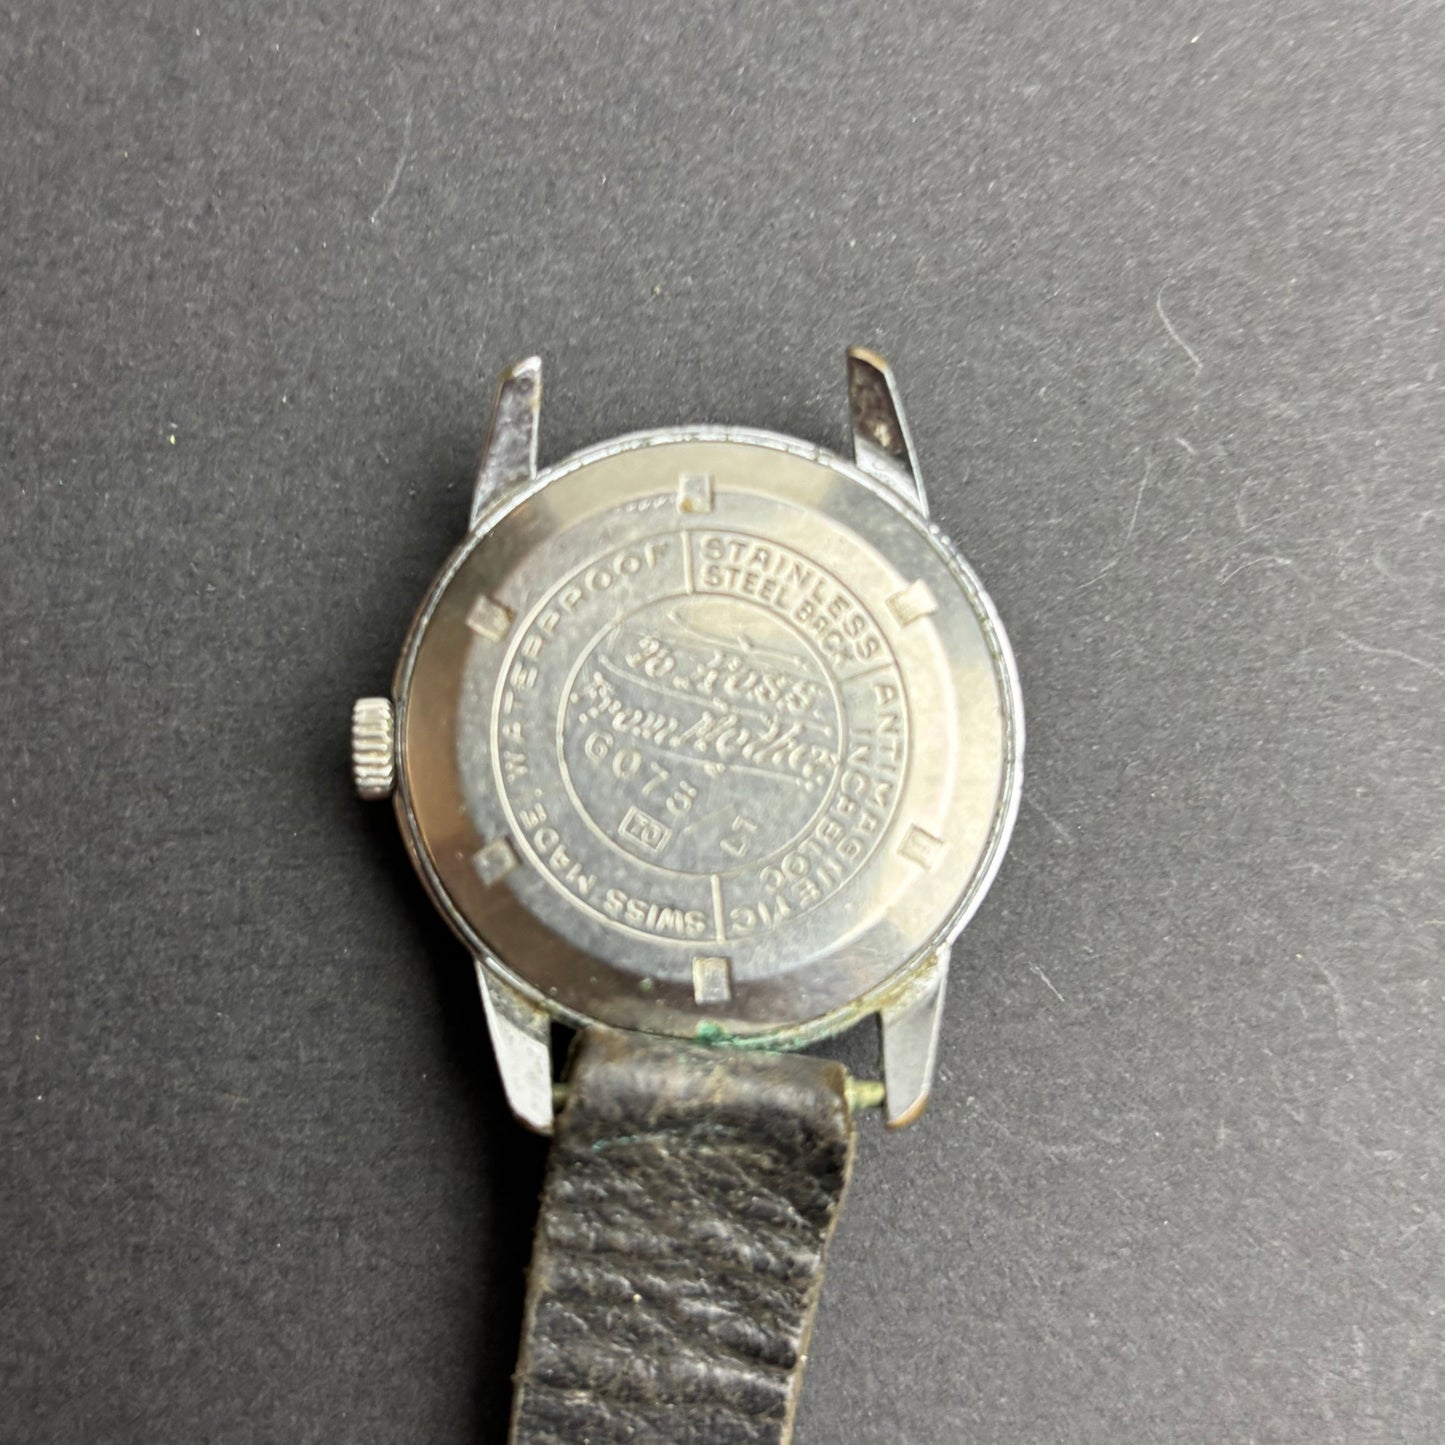 WATERPROOF
STAINLESS
STEEL BACK
ANTIMAGNETIC
INCABLOC
SWISS MADE.
To Ross.
From Mother.
6073